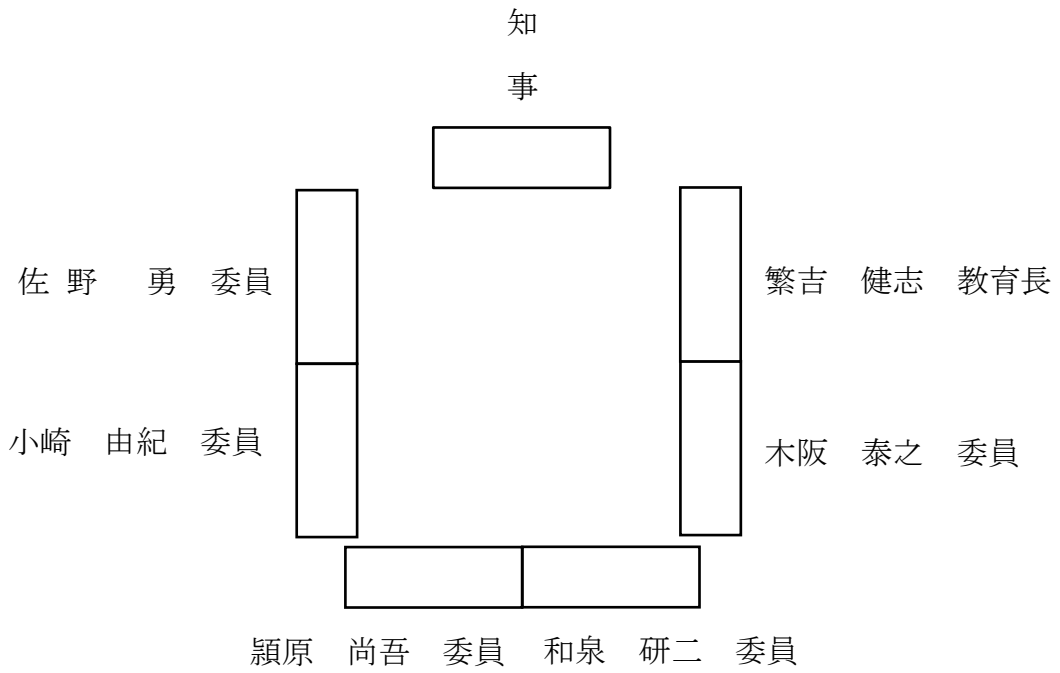 知
事
佐野　勇　委員
繁吉　健志　教育長
小崎　由紀　委員
木阪　泰之　委員
頴原　尚吾　委員
和泉　研二　委員